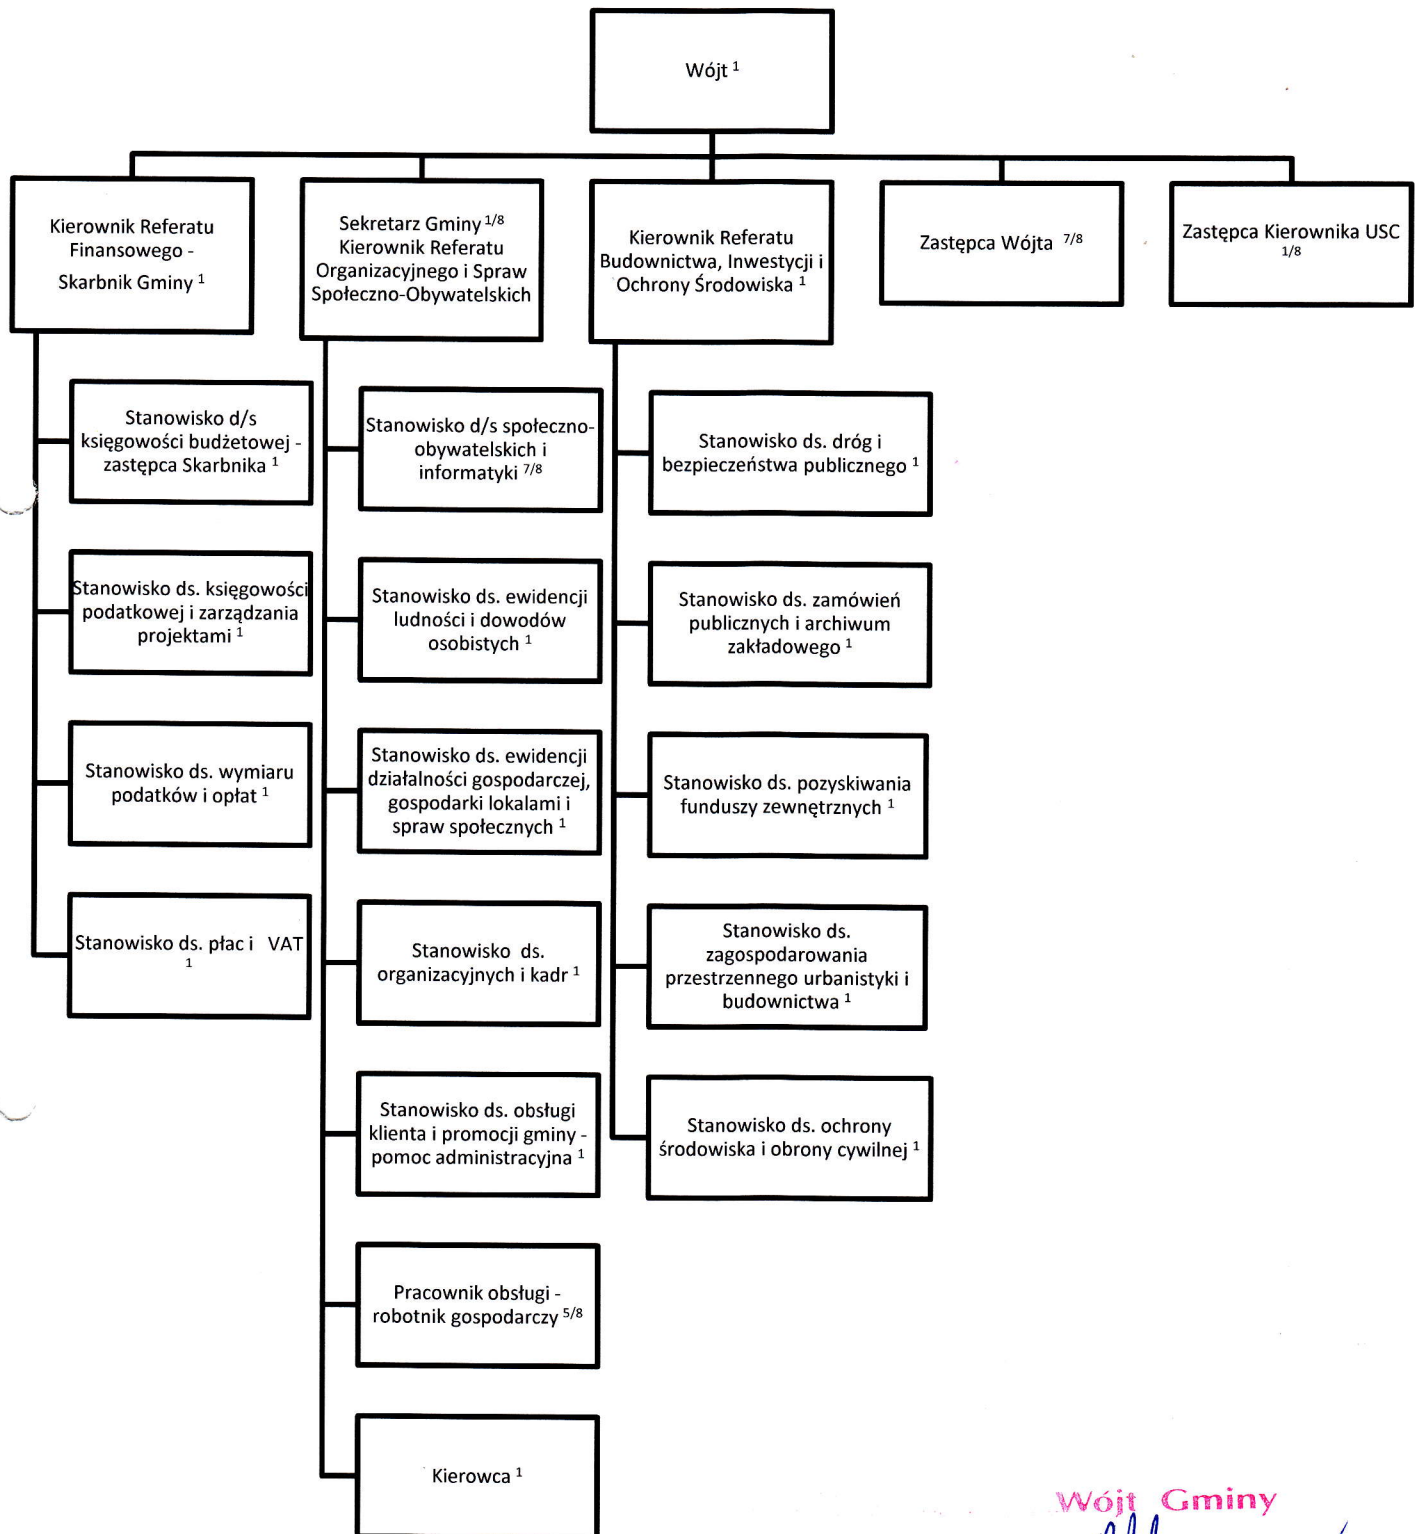 Wójt 1
Kierownik Referatu
Finansowego -
Skarbnik Gminy 1
Sekretarz Gminy 1/8
Kierownik Referatu
Organizacyjnego i Spraw
Społeczno-Obywatelskich
Kierownik Referatu
Budownictwa, Inwestycji i
Ochrony Środowiska 1
Zastępca Wójta 7/8
Zastępca Kierownika USC
1/8
Stanowisko d/s
księgowości budżetowej -
zastępca Skarbnika 1
Stanowisko ds. księgowości
podatkowej i zarządzania
projektami 1
Stanowisko ds. wymiaru
podatków i opłat 1
Stanowisko ds. płac i VAT
1
Stanowisko d/s społeczno-
obywatelskich i
informatyki 7/8
Stanowisko ds. ewidencji
ludności i dowodów
osobistych 1
Stanowisko ds. ewidencji
działalności gospodarczej,
gospodarki lokalami i
spraw społecznych 1
Stanowisko ds.
organizacyjnych i kadr 1
Stanowisko ds. obsługi
klienta i promocji gminy -
pomoc administracyjna 1
Pracownik obsługi -
robotnik gospodarczy 5/8
Kierowca 1
Stanowisko ds. dróg i
bezpieczeństwa publicznego 1
Stanowisko ds. zamówień
publicznych i archiwum
zakładowego 1
Stanowisko ds. pozyskiwania
funduszy zewnętrznych 1
Stanowisko ds.
zagospodarowania
przestrzennego urbanistyki i
budownictwa 1
Stanowisko ds. ochrony
środowiska i obrony cywilnej 1
Wójt Gminy